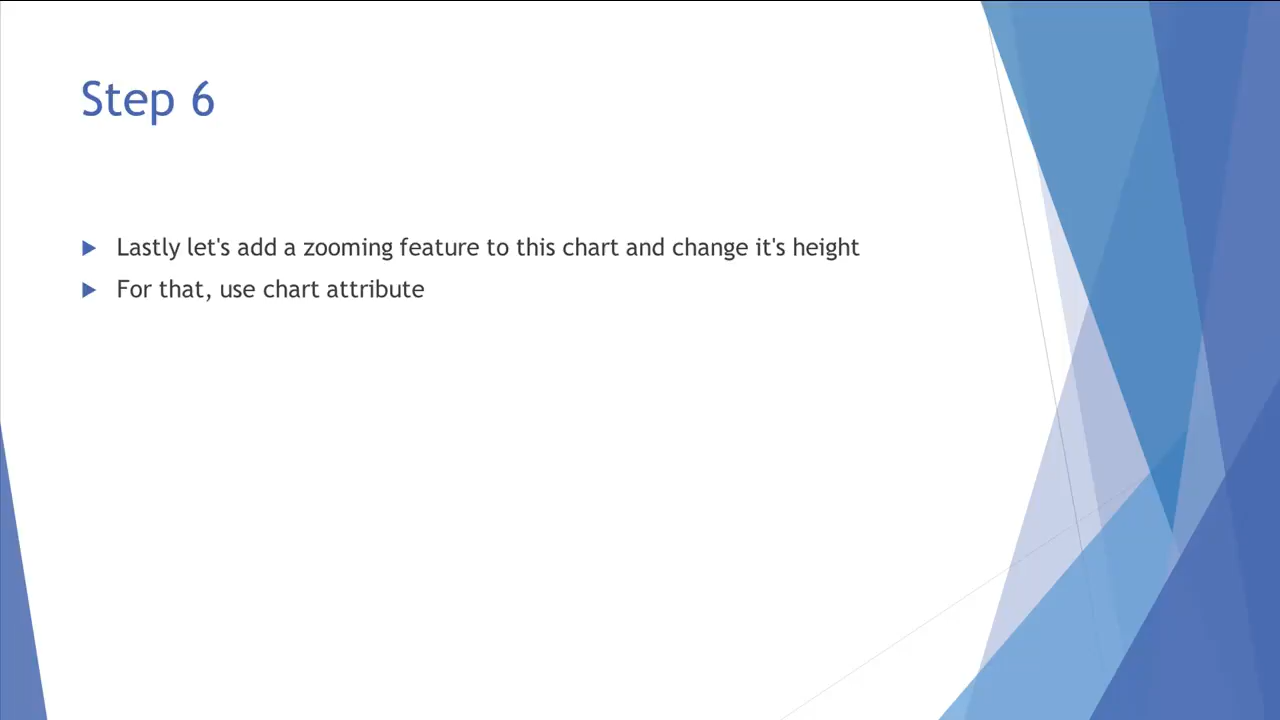 Step 6
Lastly let's add a zooming feature to this chart and change it's height
For that, use chart attribute